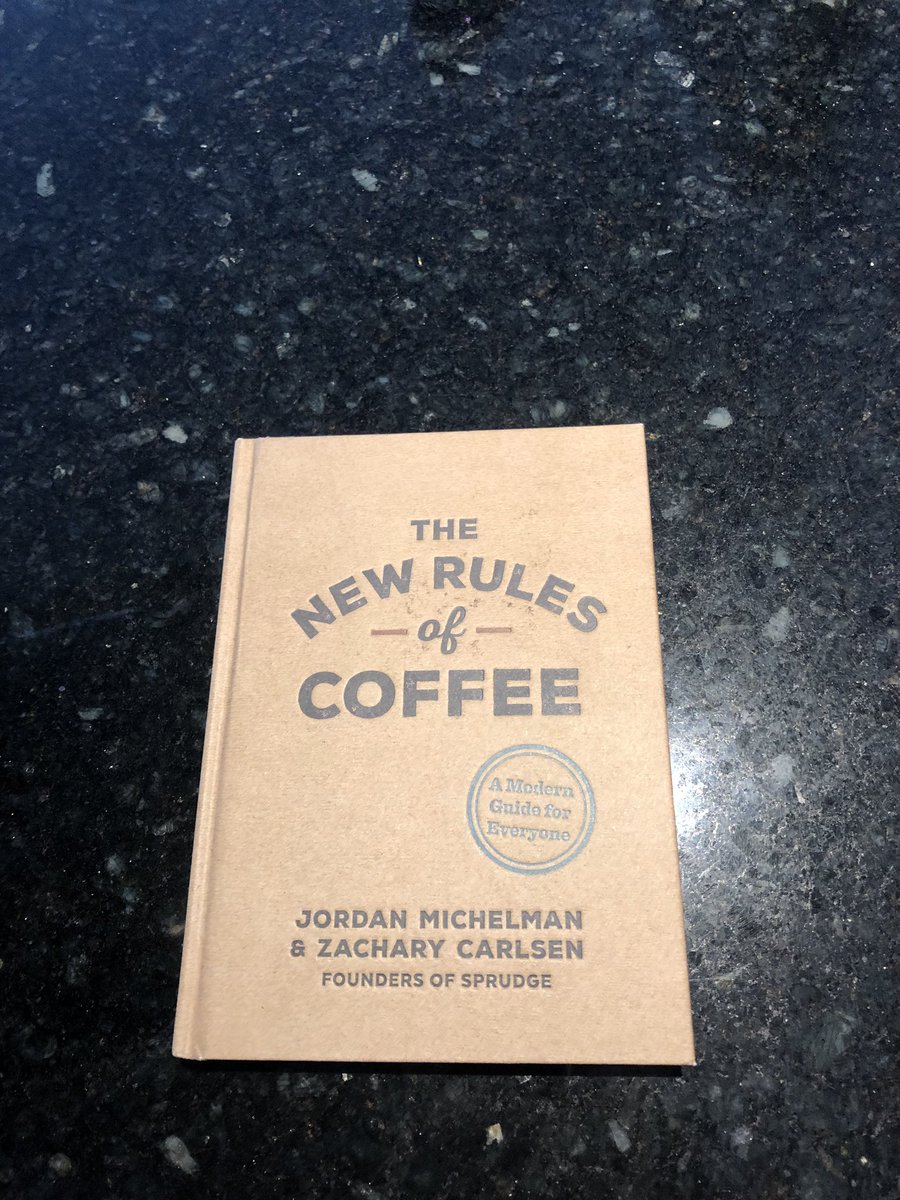 THE
NEW RULES
of
COFFEE
A Modern
Guide for
Everyone
JORDAN MICHELMAN
& ZACHARY CARLSEN
FOUNDERS OF SPRUDGE